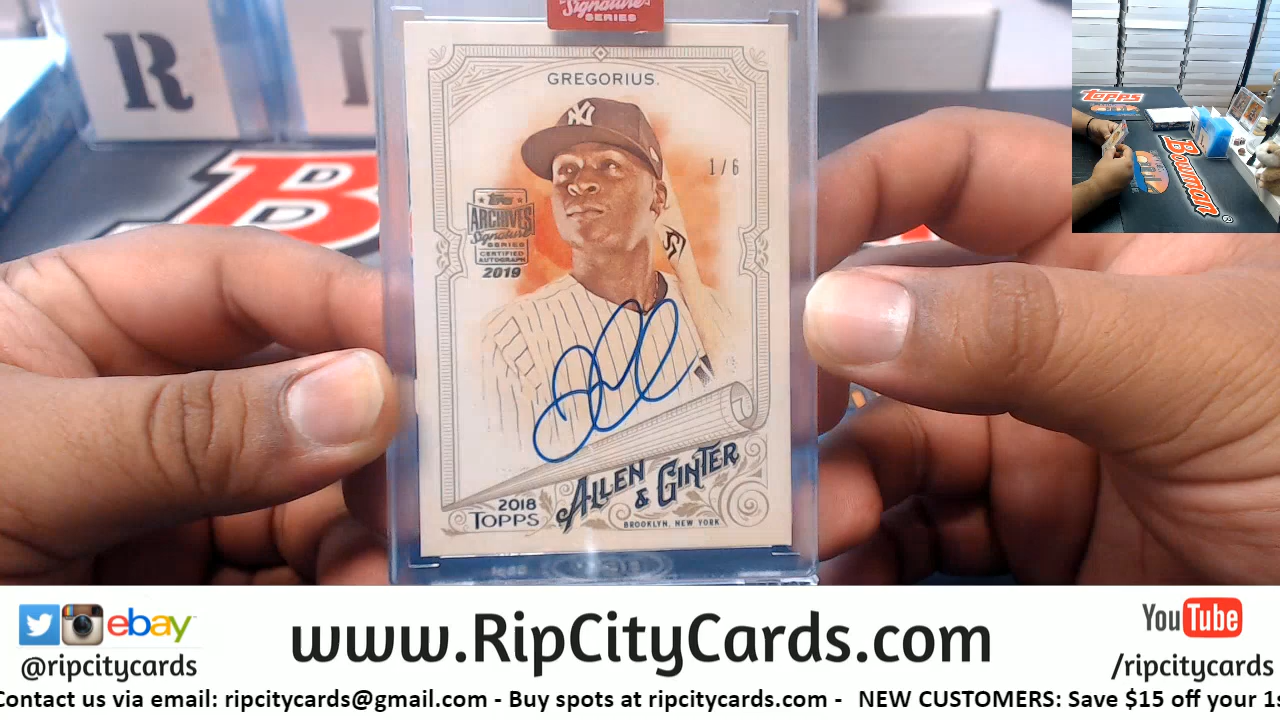 Signature
SERIES
R I
GREGORIUS.
NY
1/6
topps
ARCHIVES
Signature
SERIES
CERTIFIED
AUTOGRAPH
2019
2018
TOPPS
ALLEN
& GINTER
BROOKLYN, NEW YORK
B
Topps
Bowman
ebay
@ripcitycards
www.RipCityCards.com
YouTube
/ripcitycards
Contact us via email: ripcitycards@gmail.com - Buy spots at ripcitycards.com - NEW CUSTOMERS: Save $15 off your 1s